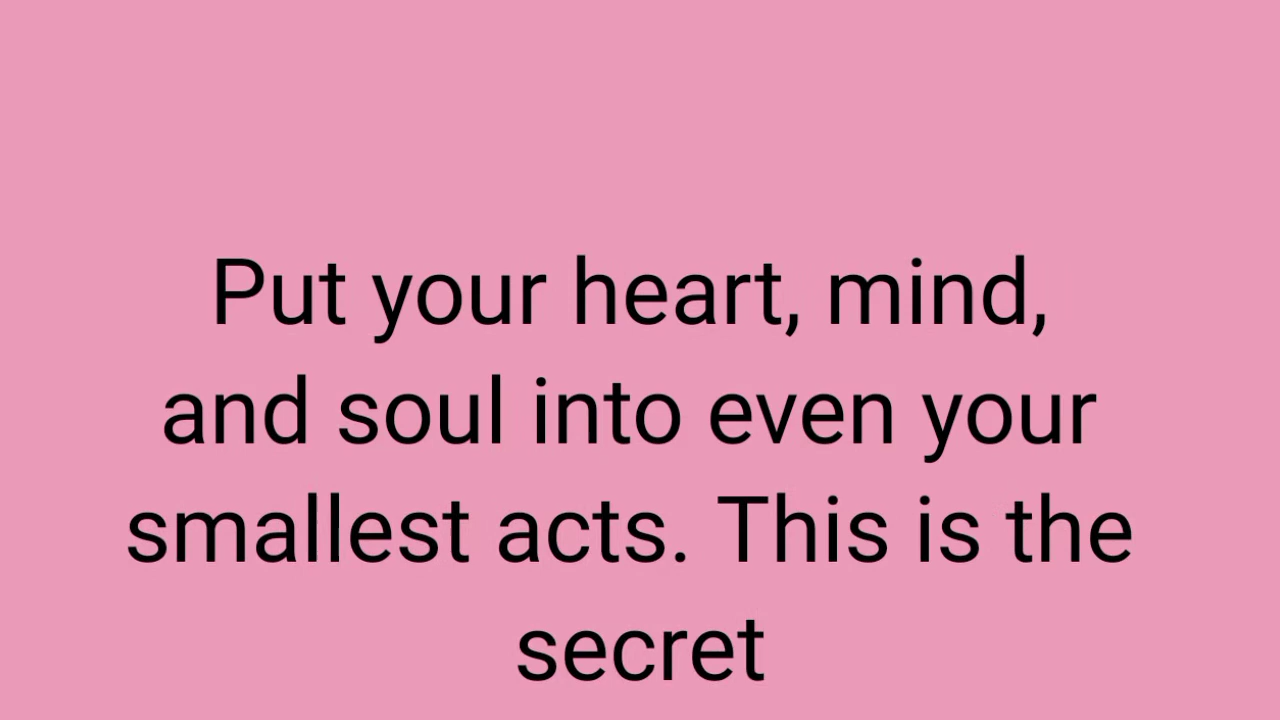 Put your heart, mind,
and soul into even your
smallest acts. This is the
secret